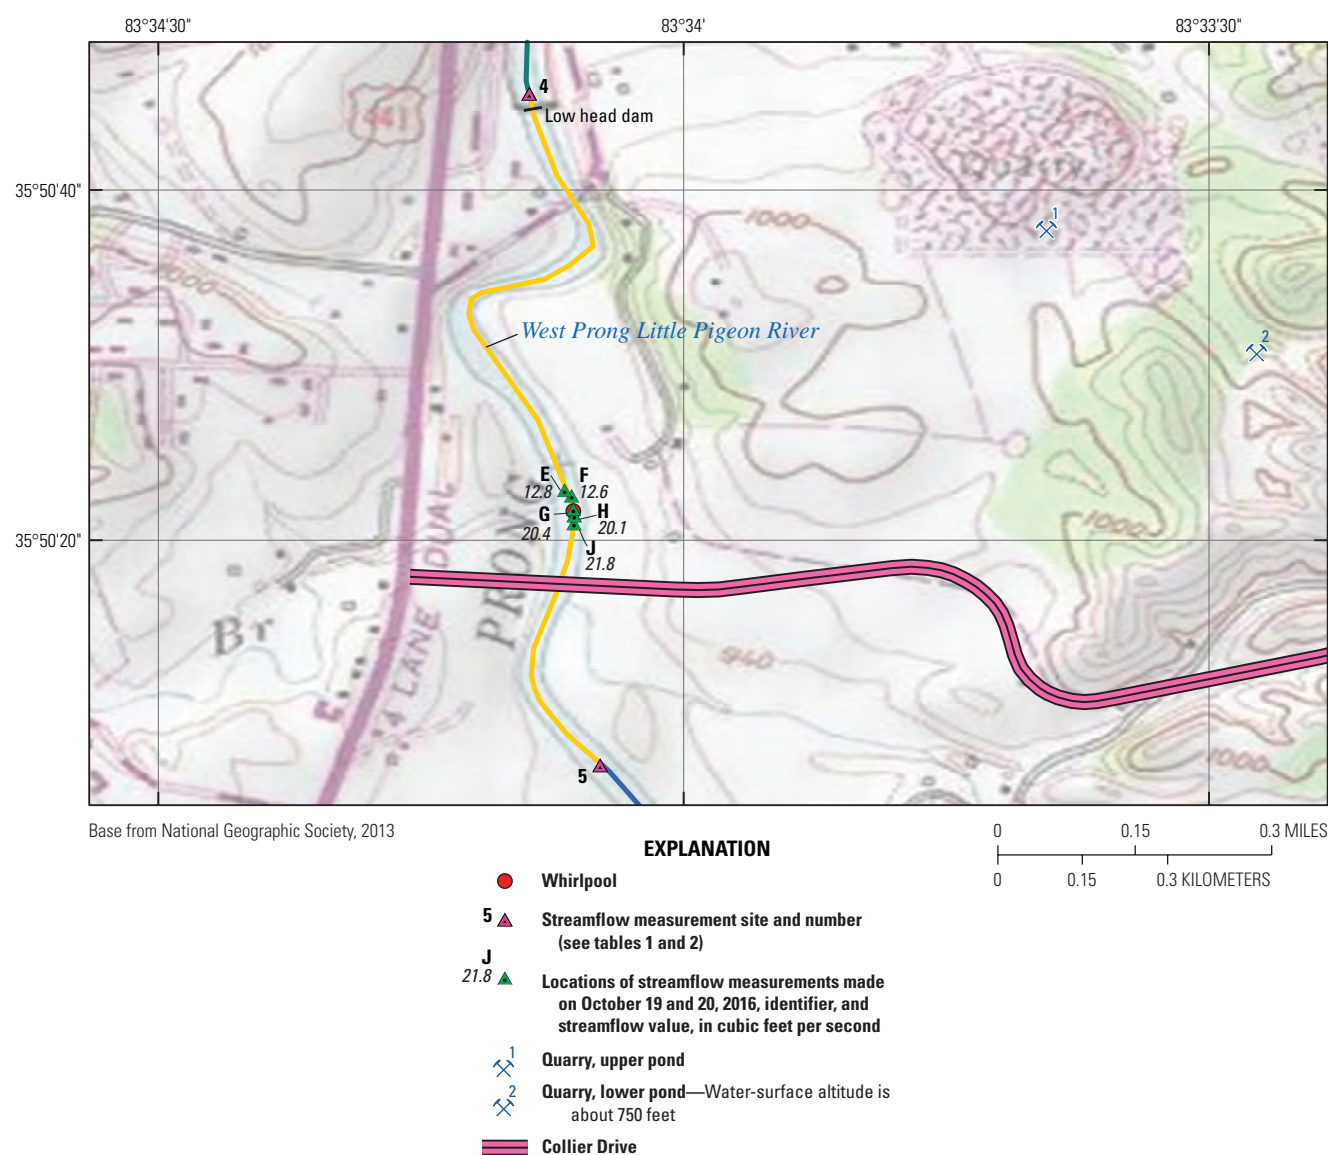 83°34'30"
83°34'
83°33'30"
4
Low head dam
441
Quarry
35°50'40"
1000
1
1000
2
West Prong Little Pigeon River
E
F
12.8
12.6
G
H
20.4
20.1
J
21.8
1000
35°50'20"
DUAL
LANE
PRONG
Br
940
1000
5
Base from National Geographic Society, 2013
0 0.15 0.3 MILES
0 0.15 0.3 KILOMETERS
EXPLANATION
Whirlpool
5
Streamflow measurement site and number
(see tables 1 and 2)
J
21.8
Locations of streamflow measurements made
on October 19 and 20, 2016, identifier, and
streamflow value, in cubic feet per second
1
Quarry, upper pond
2
Quarry, lower pond—Water-surface altitude is
about 750 feet
Collier Drive